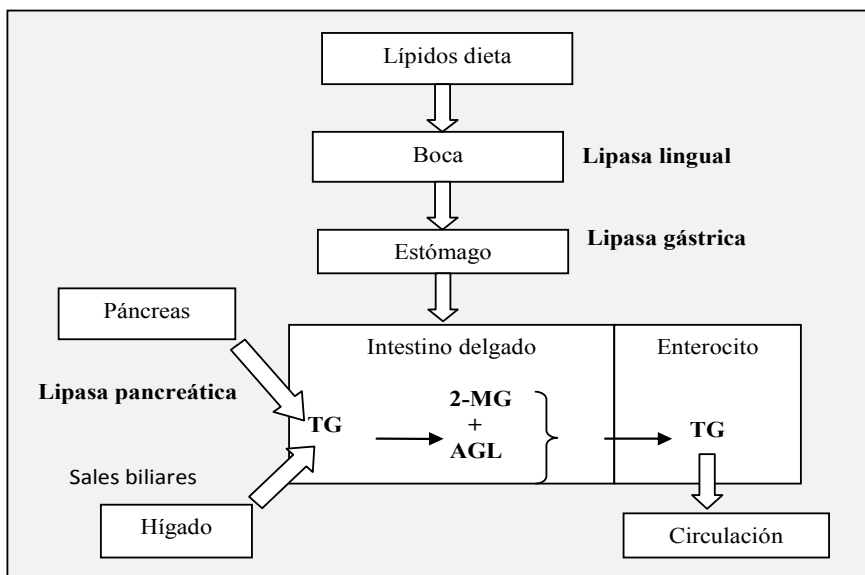 Lípidos dieta
Boca
Lipasa lingual
Estómago
Lipasa gástrica
Páncreas
Lipasa pancreática
Sales biliares
Hígado
Intestino delgado
TG
2-MG
+
AGL
Enterocito
TG
Circulación